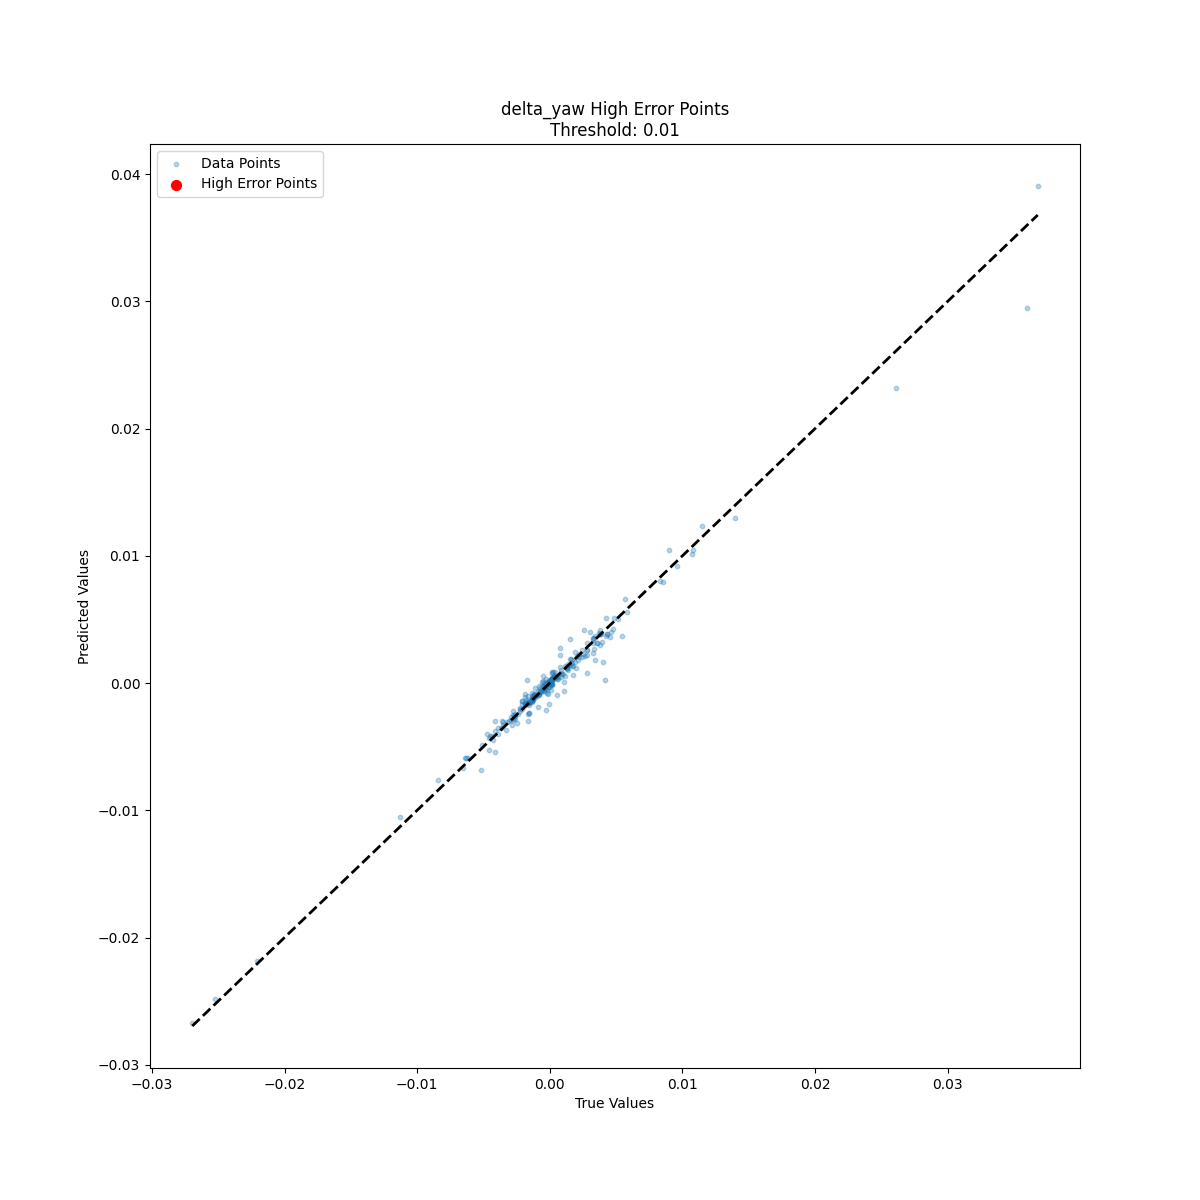 delta_yaw High Error Points
Threshold: 0.01
Data Points
High Error Points
0.04
0.03
0.02
0.01
0.00
−0.01
−0.02
−0.03
Predicted Values
−0.03 −0.02 −0.01 0.00 0.01 0.02 0.03
True Values